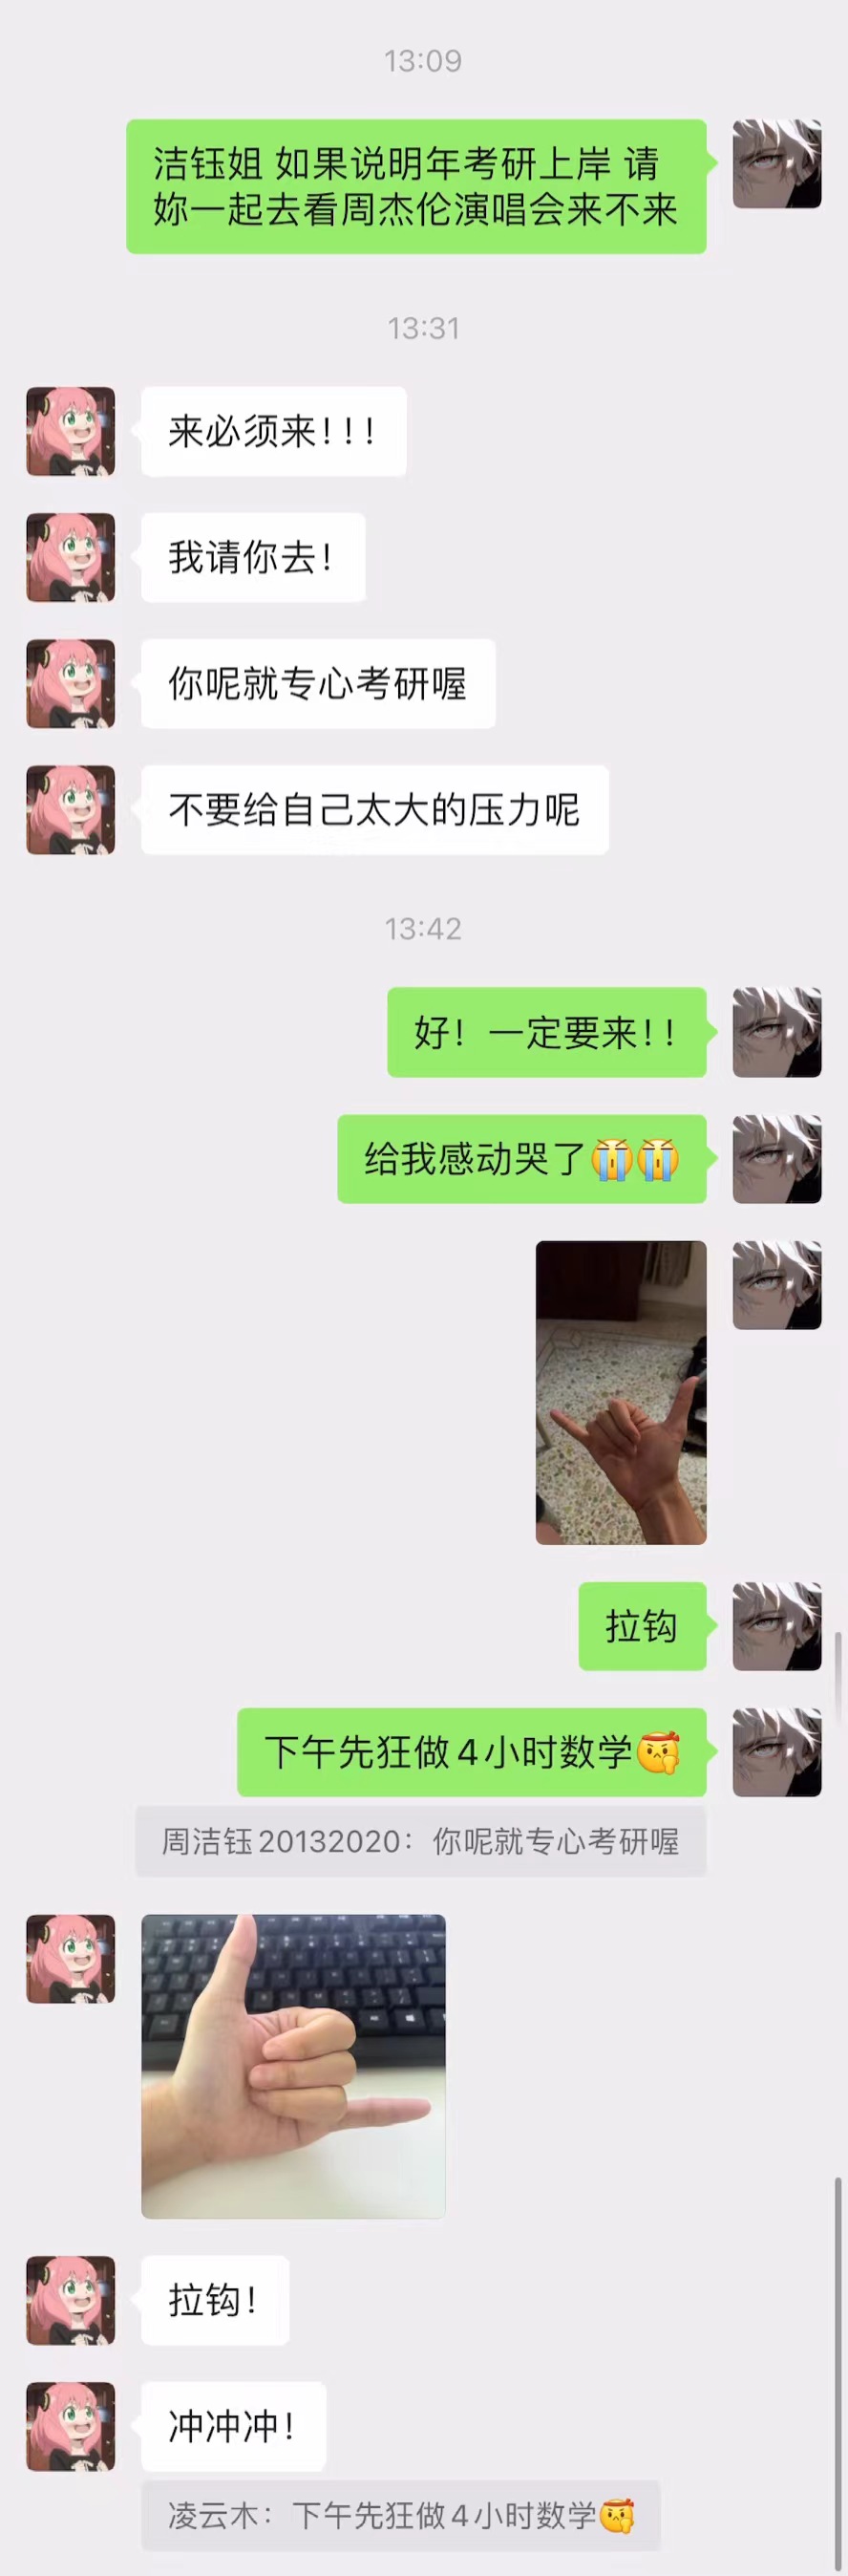 13:09
洁钰姐 如果说明年考研上岸 请
妳一起去看周杰伦演唱会来不来
13:31
来必须来!!!
我请你去!
你呢就专心考研喔
不要给自己太大的压力呢
13:42
好! 一定要来!!
给我感动哭了😭😭
拉钩
下午先狂做4小时数学
周洁钰20132020: 你呢就专心考研喔
拉钩!
冲冲冲!
凌云木: 下午先狂做4小时数学